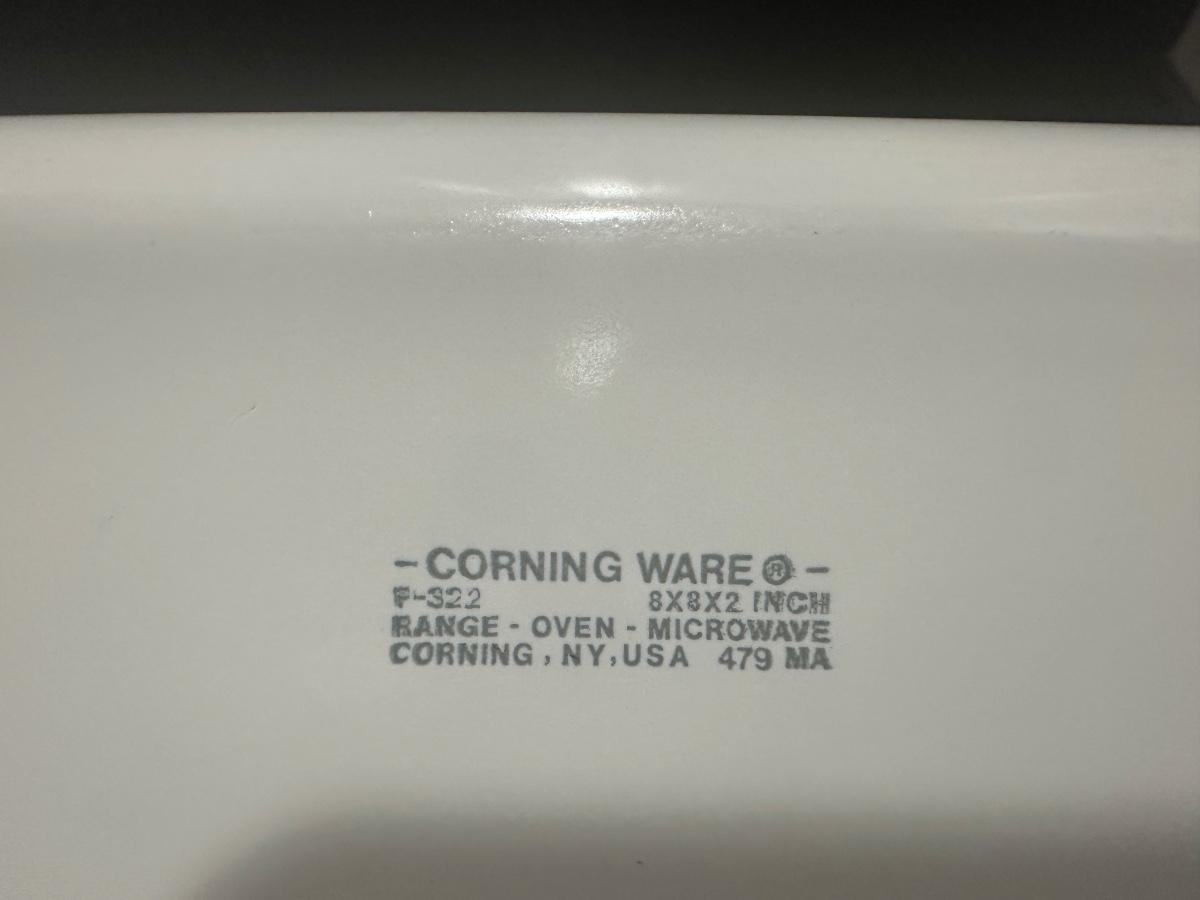 - CORNING WARE ® -
P-322 8X8X2 INCH
RANGE - OVEN - MICROWAVE
CORNING, NY, USA 479 MA